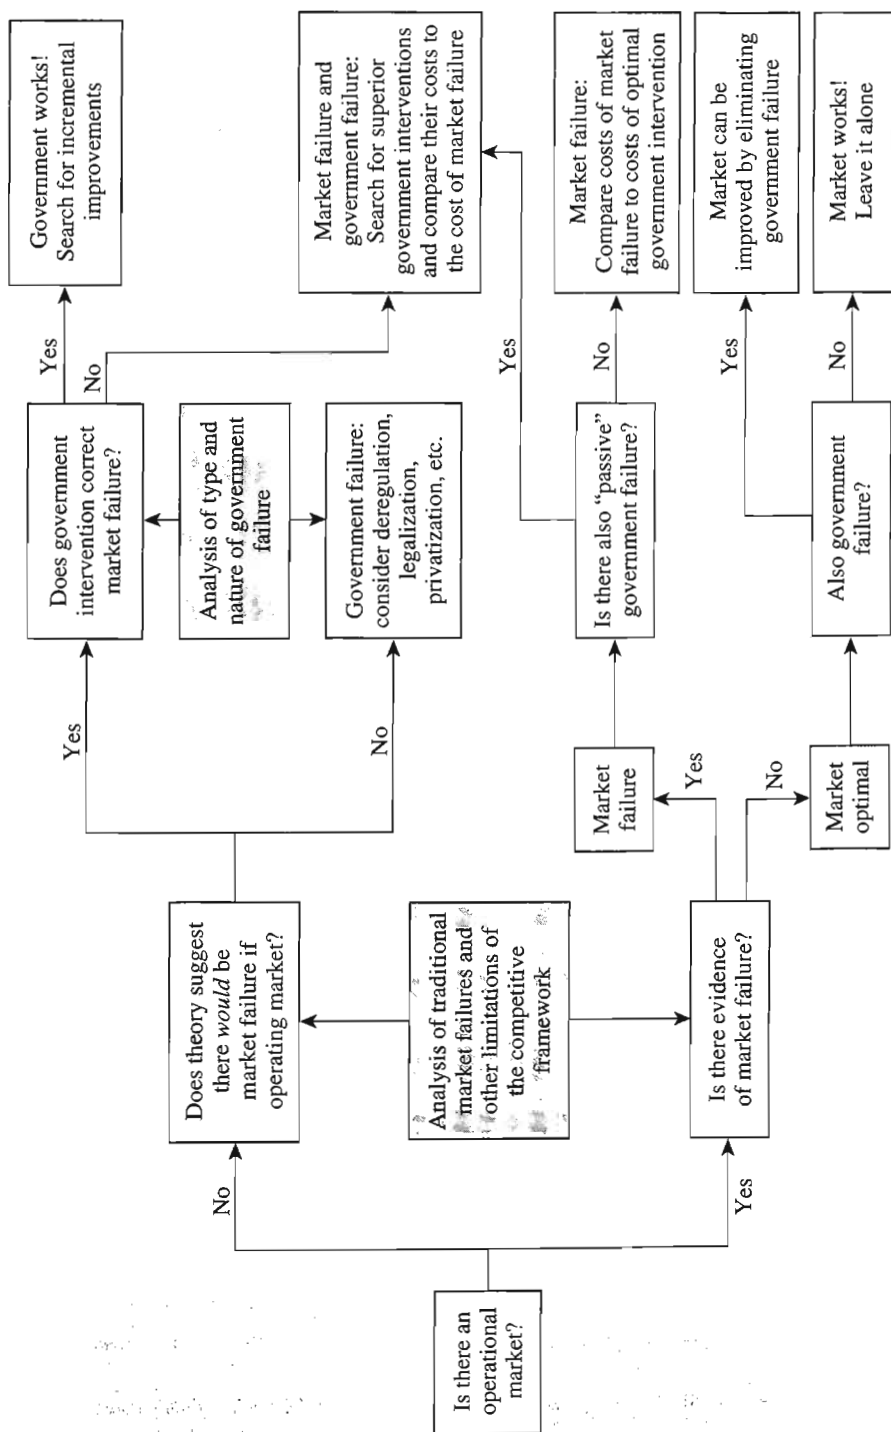 Is there an
operational
market?
No
Yes
Does theory suggest
there would be
market failure if
operating market?
Analysis of traditional
market failures and
other limitations of
the competitive
framework
Is there evidence
of market failure?
Yes
No
Yes
No
Market
failure
Market
optimal
Does government
intervention correct
market failure?
Analysis of type and
nature of government
failure
Government failure:
consider deregulation,
legalization,
privatization, etc.
Is there also “passive”
government failure?
Also government
failure?
Yes
No
Yes
No
Yes
No
Government works!
Search for incremental
improvements
Market failure and
government failure:
Search for superior
government interventions
and compare their costs to
the cost of market failure
Market failure:
Compare costs of market
failure to costs of optimal
government intervention
Market can be
improved by eliminating
government failure
Market works!
Leave it alone